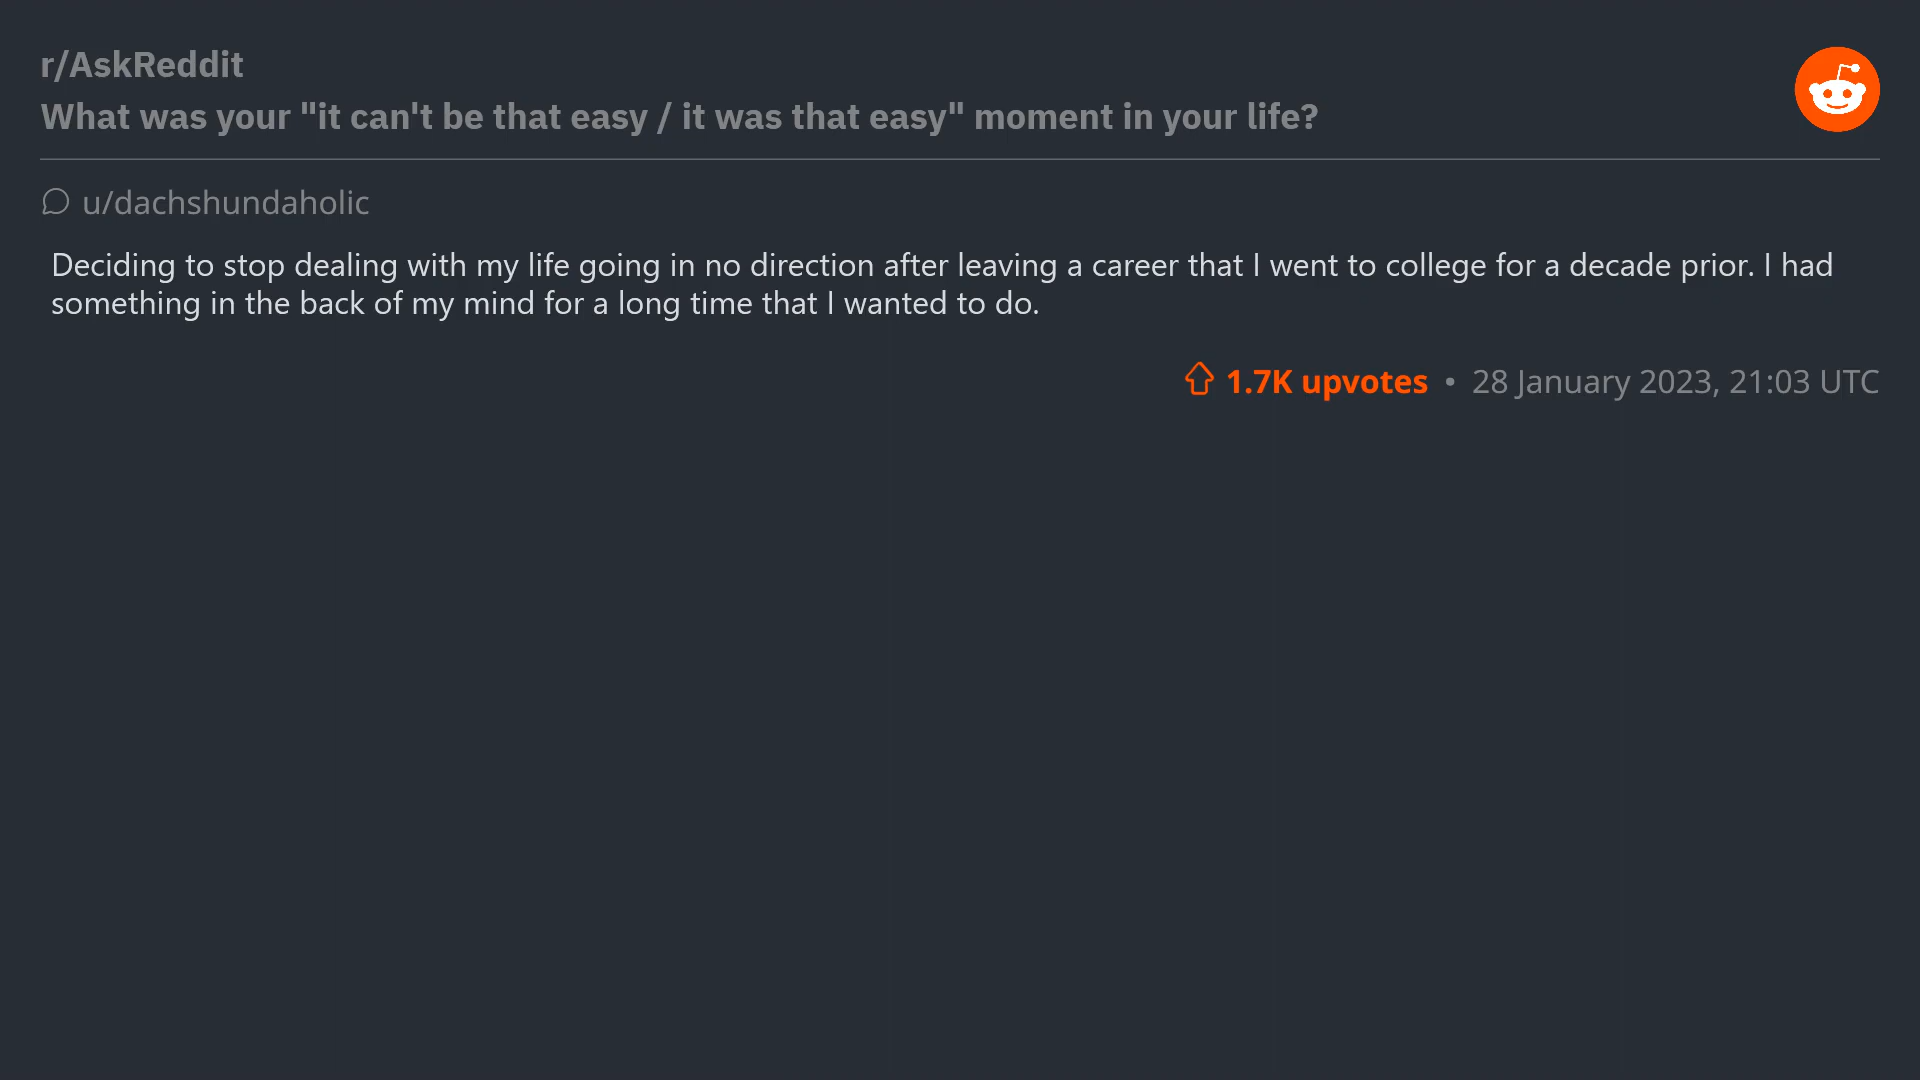 r/AskReddit
What was your "it can't be that easy / it was that easy" moment in your life?
u/dachshundaholic
Deciding to stop dealing with my life going in no direction after leaving a career that I went to college for a decade prior. I had
something in the back of my mind for a long time that I wanted to do.
1.7K upvotes • 28 January 2023, 21:03 UTC